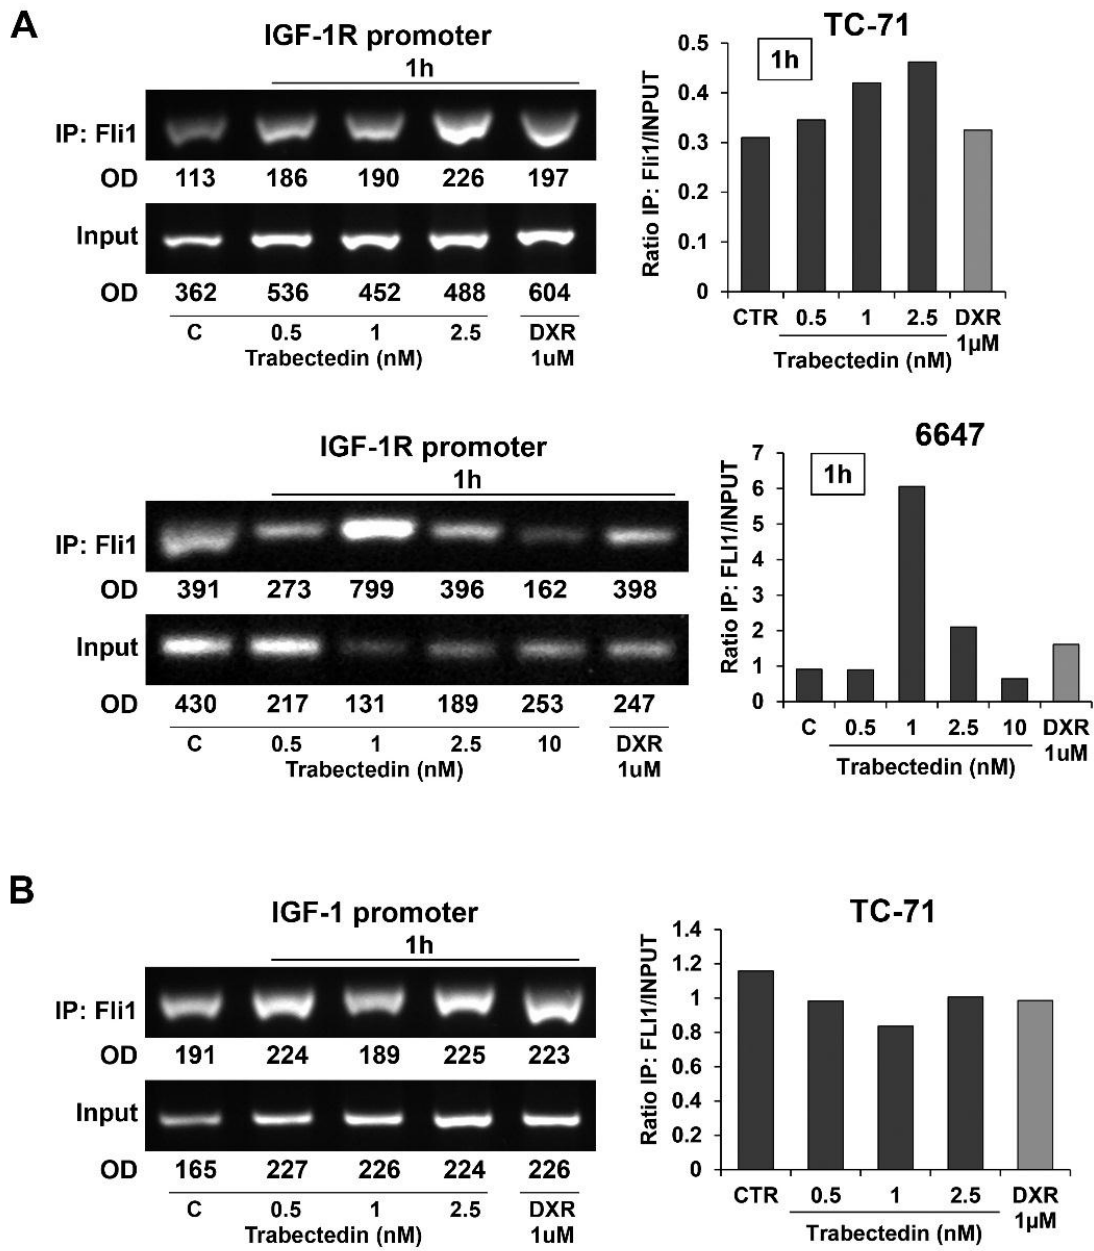 A
IGF-1R promoter
1h
IP: Fli1
OD 113 186 190 226 197
Input
OD 362 536 452 488 604
C 0.5 1 2.5 DXR
Trabectedin (nM) 1uM
TC-71
1h
Ratio IP: Fli1/INPUT
0.5
0.4
0.3
0.2
0.1
0
CTR 0.5 1 2.5 DXR
1µM
Trabectedin (nM)
IGF-1R promoter
1h
IP: Fli1
OD 391 273 799 396 162 398
Input
OD 430 217 131 189 253 247
C 0.5 1 2.5 10 DXR
Trabectedin (nM) 1uM
6647
1h
Ratio IP: FLI1/INPUT
7
6
5
4
3
2
1
0
C 0.5 1 2.5 10 DXR
Trabectedin (nM) 1uM
B
IGF-1 promoter
1h
IP: Fli1
OD 191 224 189 225 223
Input
OD 165 227 226 224 226
C 0.5 1 2.5 DXR
Trabectedin (nM) 1uM
TC-71
Ratio IP: FLI1/INPUT
1.4
1.2
1
0.8
0.6
0.4
0.2
0
CTR 0.5 1 2.5 DXR
1µM
Trabectedin (nM)